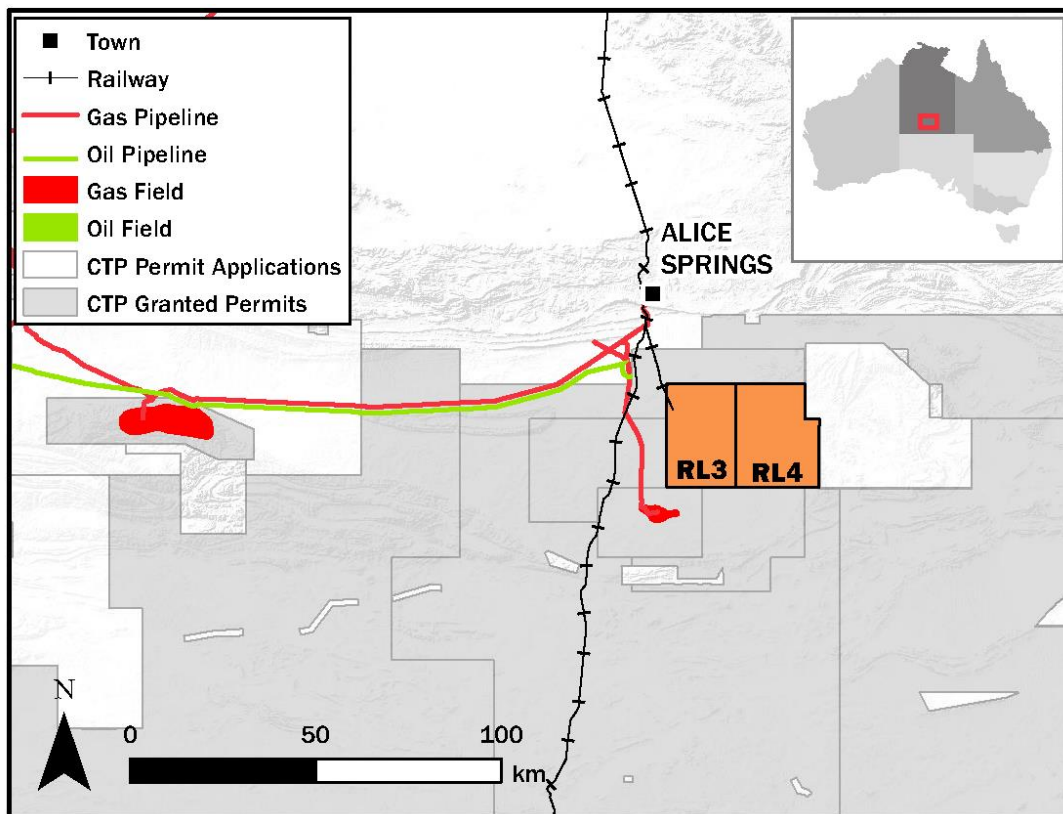 Town
Railway
Gas Pipeline
Oil Pipeline
Gas Field
Oil Field
CTP Permit Applications
CTP Granted Permits
ALICE
SPRINGS
RL3
RL4
N
0
50
100
km